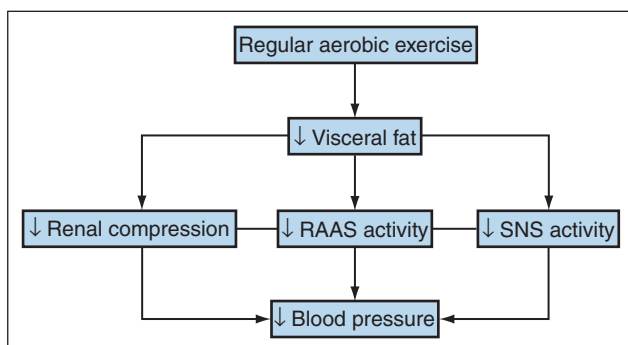 Regular aerobic exercise
↓ Visceral fat
↓ Renal compression
↓ RAAS activity
↓ SNS activity
↓ Blood pressure